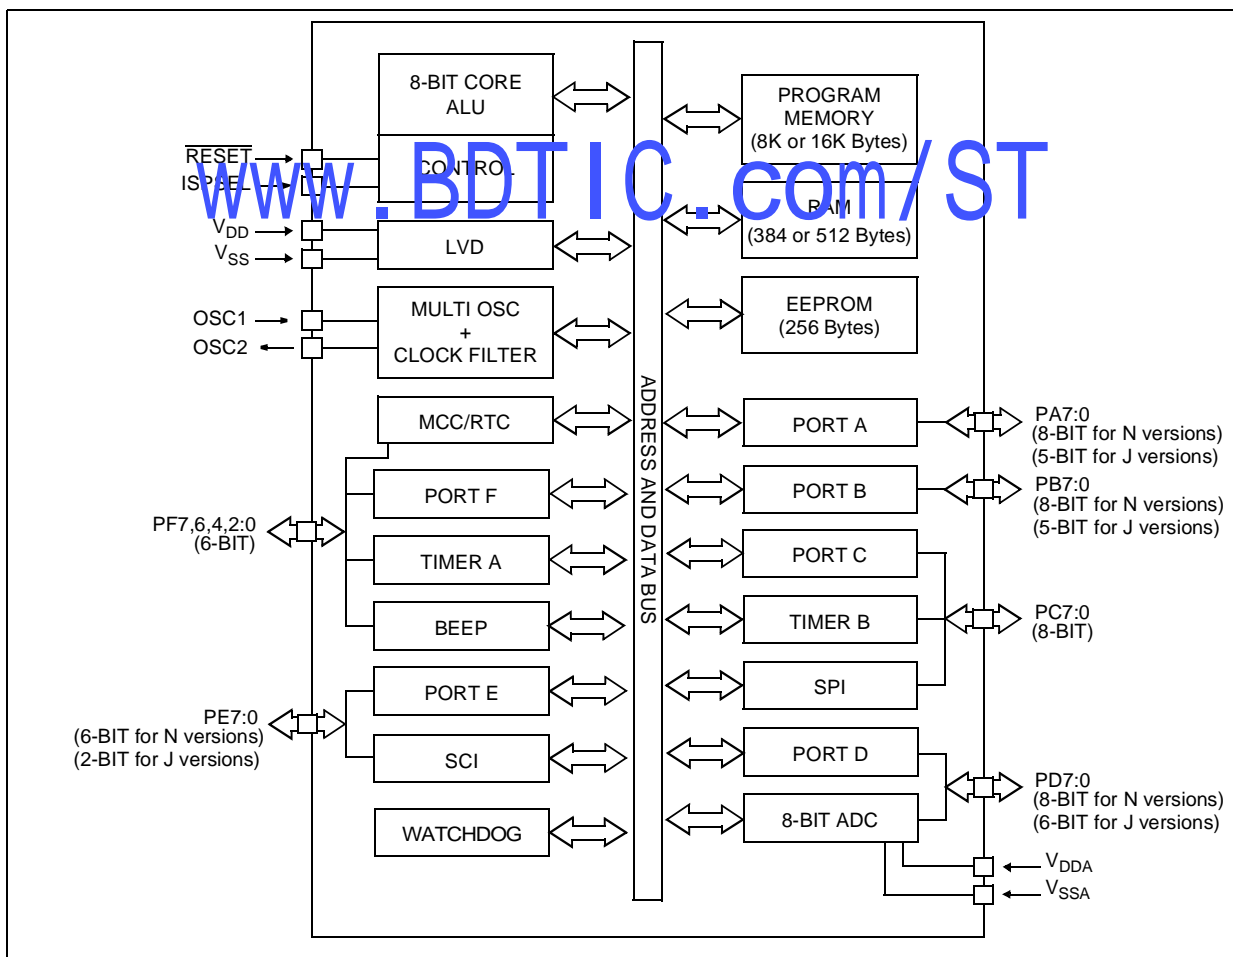 8-BIT CORE
ALU
CONTROL
RESET
ISPSEL
VDD
VSS
LVD
OSC1
OSC2
MULTI OSC
+
CLOCK FILTER
MCC/RTC
PORT F
PF7,6,4,2:0
(6-BIT)
TIMER A
BEEP
PORT E
PE7:0
(6-BIT for N versions)
(2-BIT for J versions)
SCI
WATCHDOG
ADDRESS AND DATA BUS
PROGRAM
MEMORY
(8K or 16K Bytes)
RAM
(384 or 512 Bytes)
EEPROM
(256 Bytes)
PORT A
PA7:0
(8-BIT for N versions)
(5-BIT for J versions)
PORT B
PB7:0
(8-BIT for N versions)
(5-BIT for J versions)
PORT C
TIMER B
PC7:0
(8-BIT)
SPI
PORT D
PD7:0
(8-BIT for N versions)
(6-BIT for J versions)
8-BIT ADC
VDDA
VSSA
www.BDTIC.com/ST